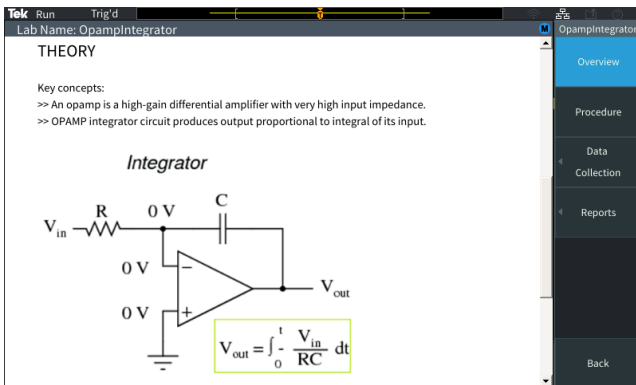 Tek Run Trig'd
Lab Name: OpampIntegrator
M
OpampIntegrator
THEORY
Key concepts:
>> An opamp is a high-gain differential amplifier with very high input impedance.
>> OPAMP integrator circuit produces output proportional to integral of its input.
Integrator
R
0 V
C
Vin
0 V
−
Vout
0 V
+
Vout = ∫0t - Vin/RC dt
Overview
Procedure
Data
Collection
Reports
Back